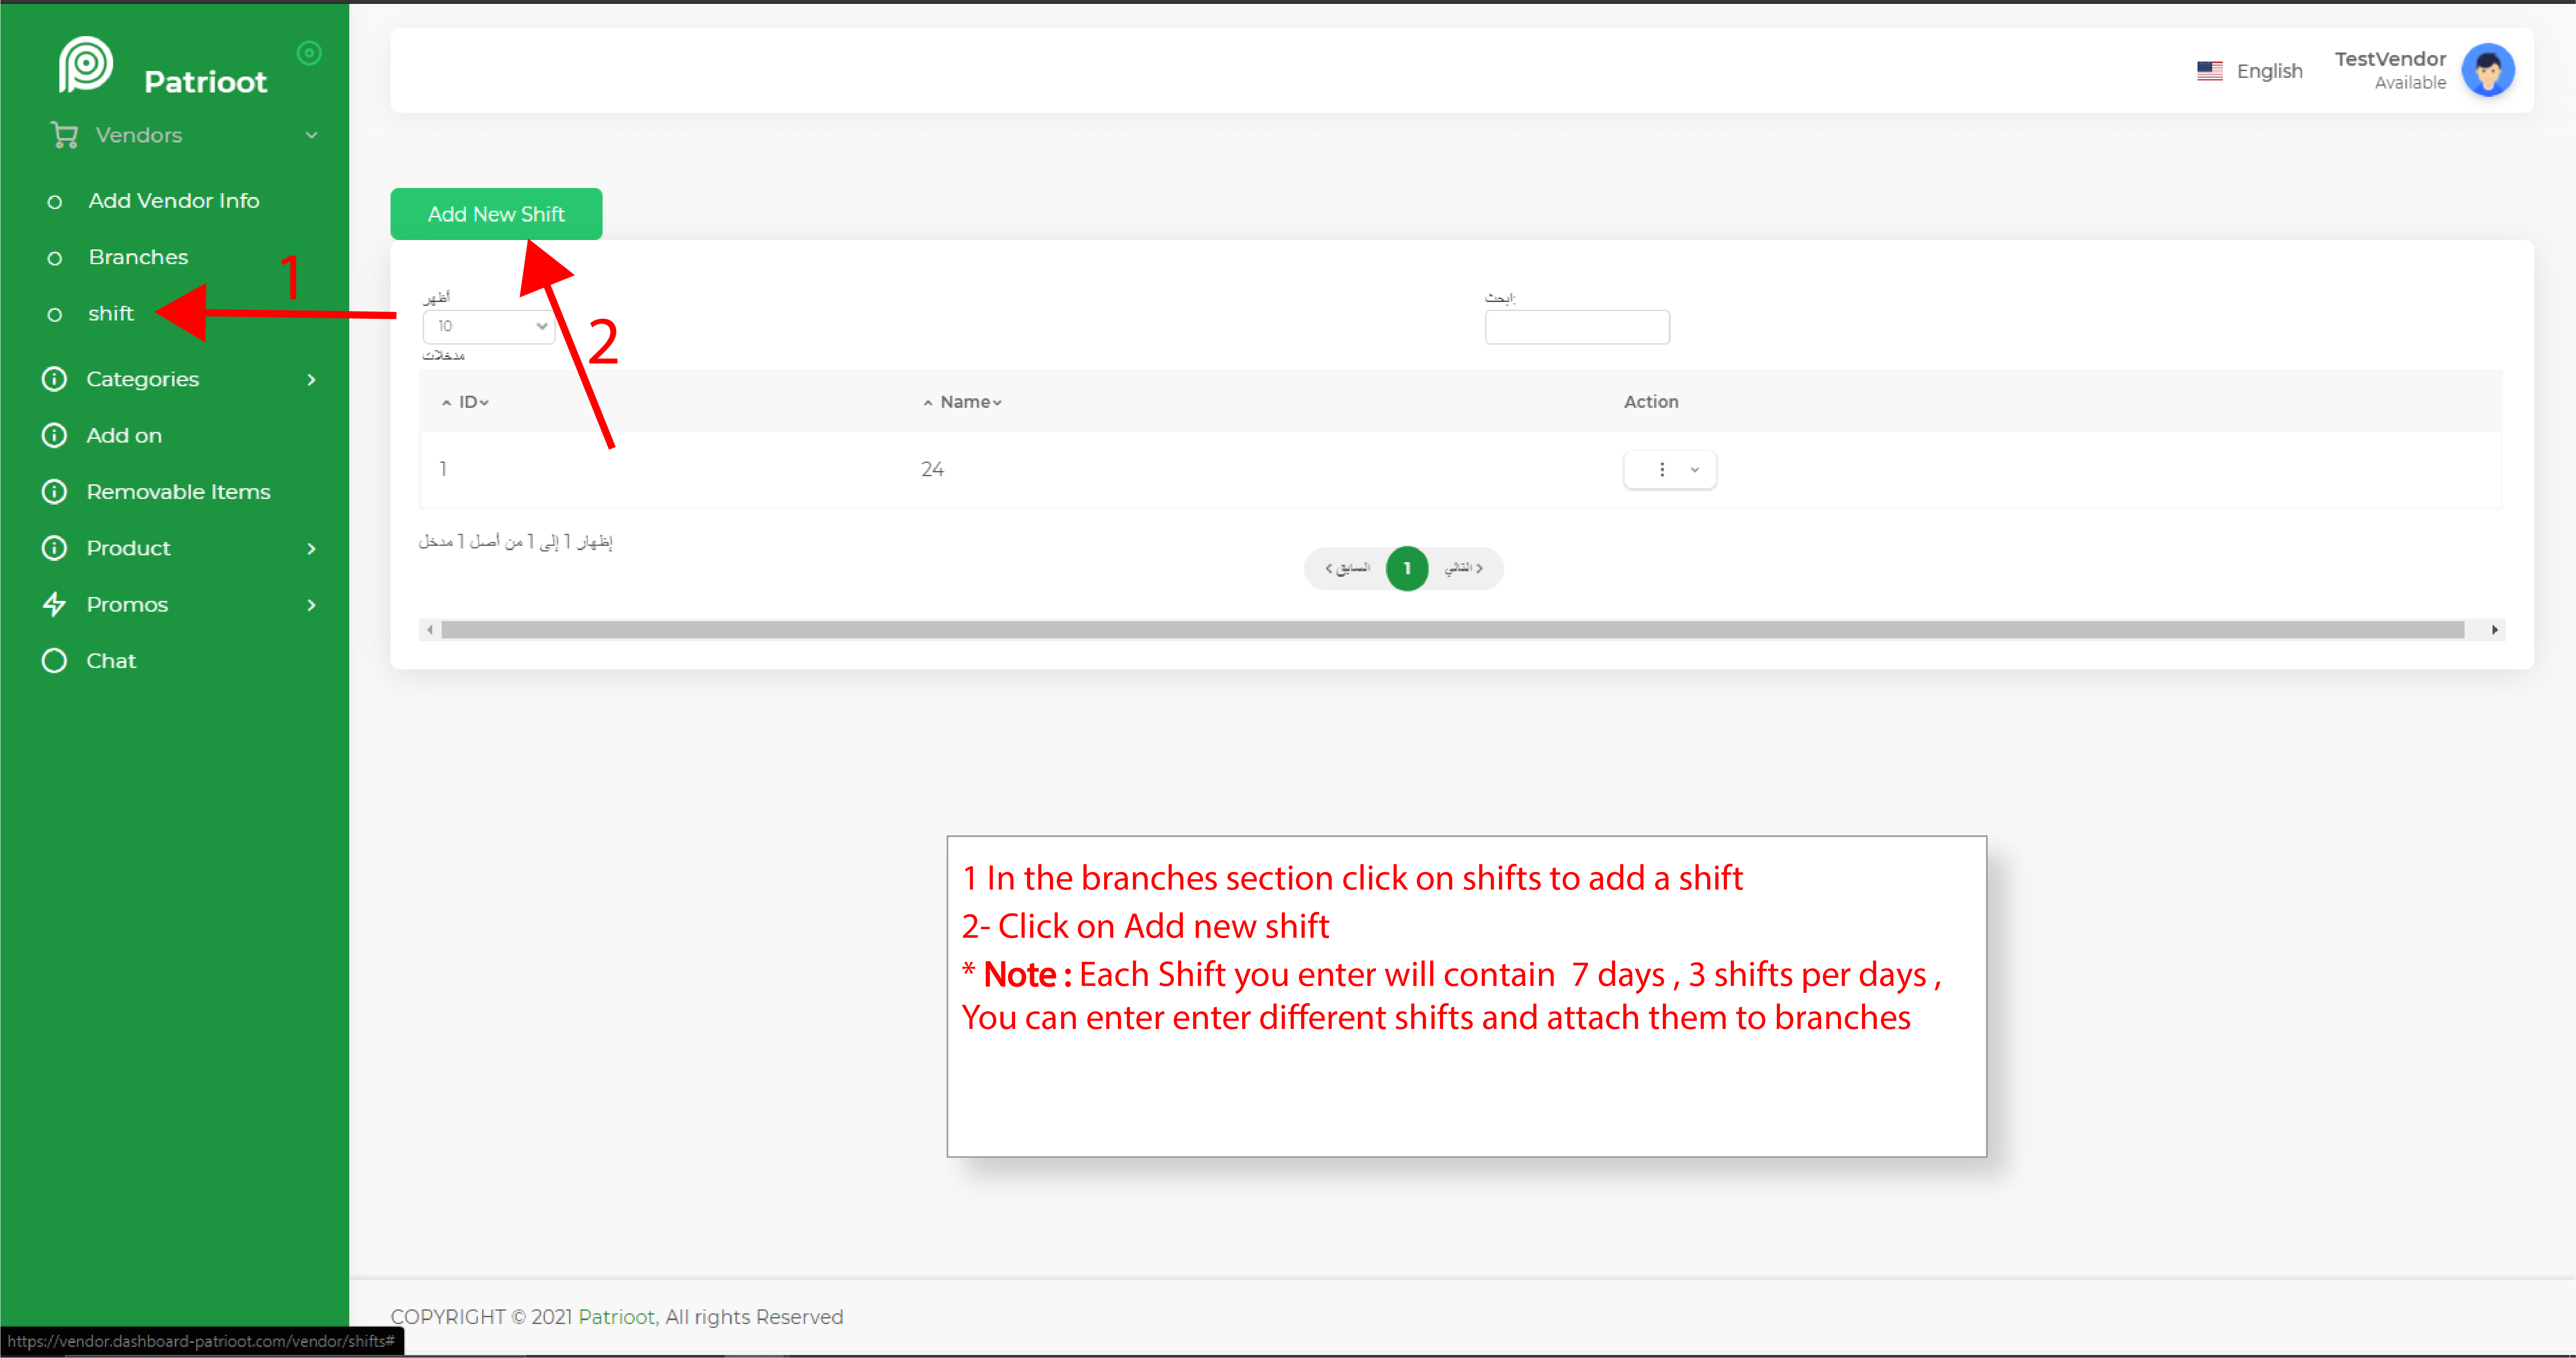 Patrioot
Vendors
Add Vendor Info
Branches
shift
Categories
Add on
Removable Items
Product
Promos
Chat
English
TestVendor
Available
Add New Shift
1
2
أظهر
10
مدخلات
ابحث:
ID
Name
Action
1
24
إظهار 1 إلى 1 من أصل 1 مدخل
السابق
1
التالي
1 In the branches section click on shifts to add a shift
2- Click on Add new shift
* Note : Each Shift you enter will contain 7 days , 3 shifts per days ,
You can enter enter different shifts and attach them to branches
COPYRIGHT © 2021 Patrioot, All rights Reserved
https://vendor.dashboard-patrioot.com/vendor/shifts#